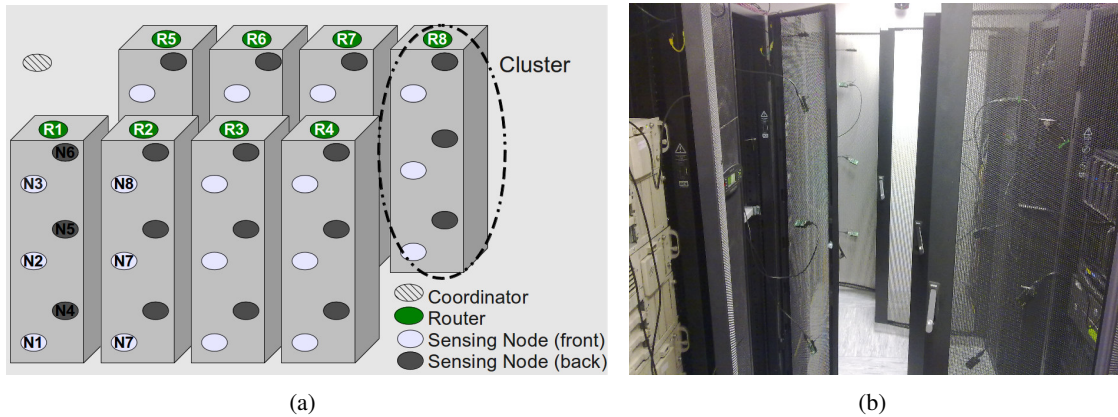 R5 R6 R7 R8
Cluster
R1 R2 R3 R4
N6
N3 N8
N5
N2 N7
N4
N1 N7
Coordinator
Router
Sensing Node (front)
Sensing Node (back)
(a)
(b)